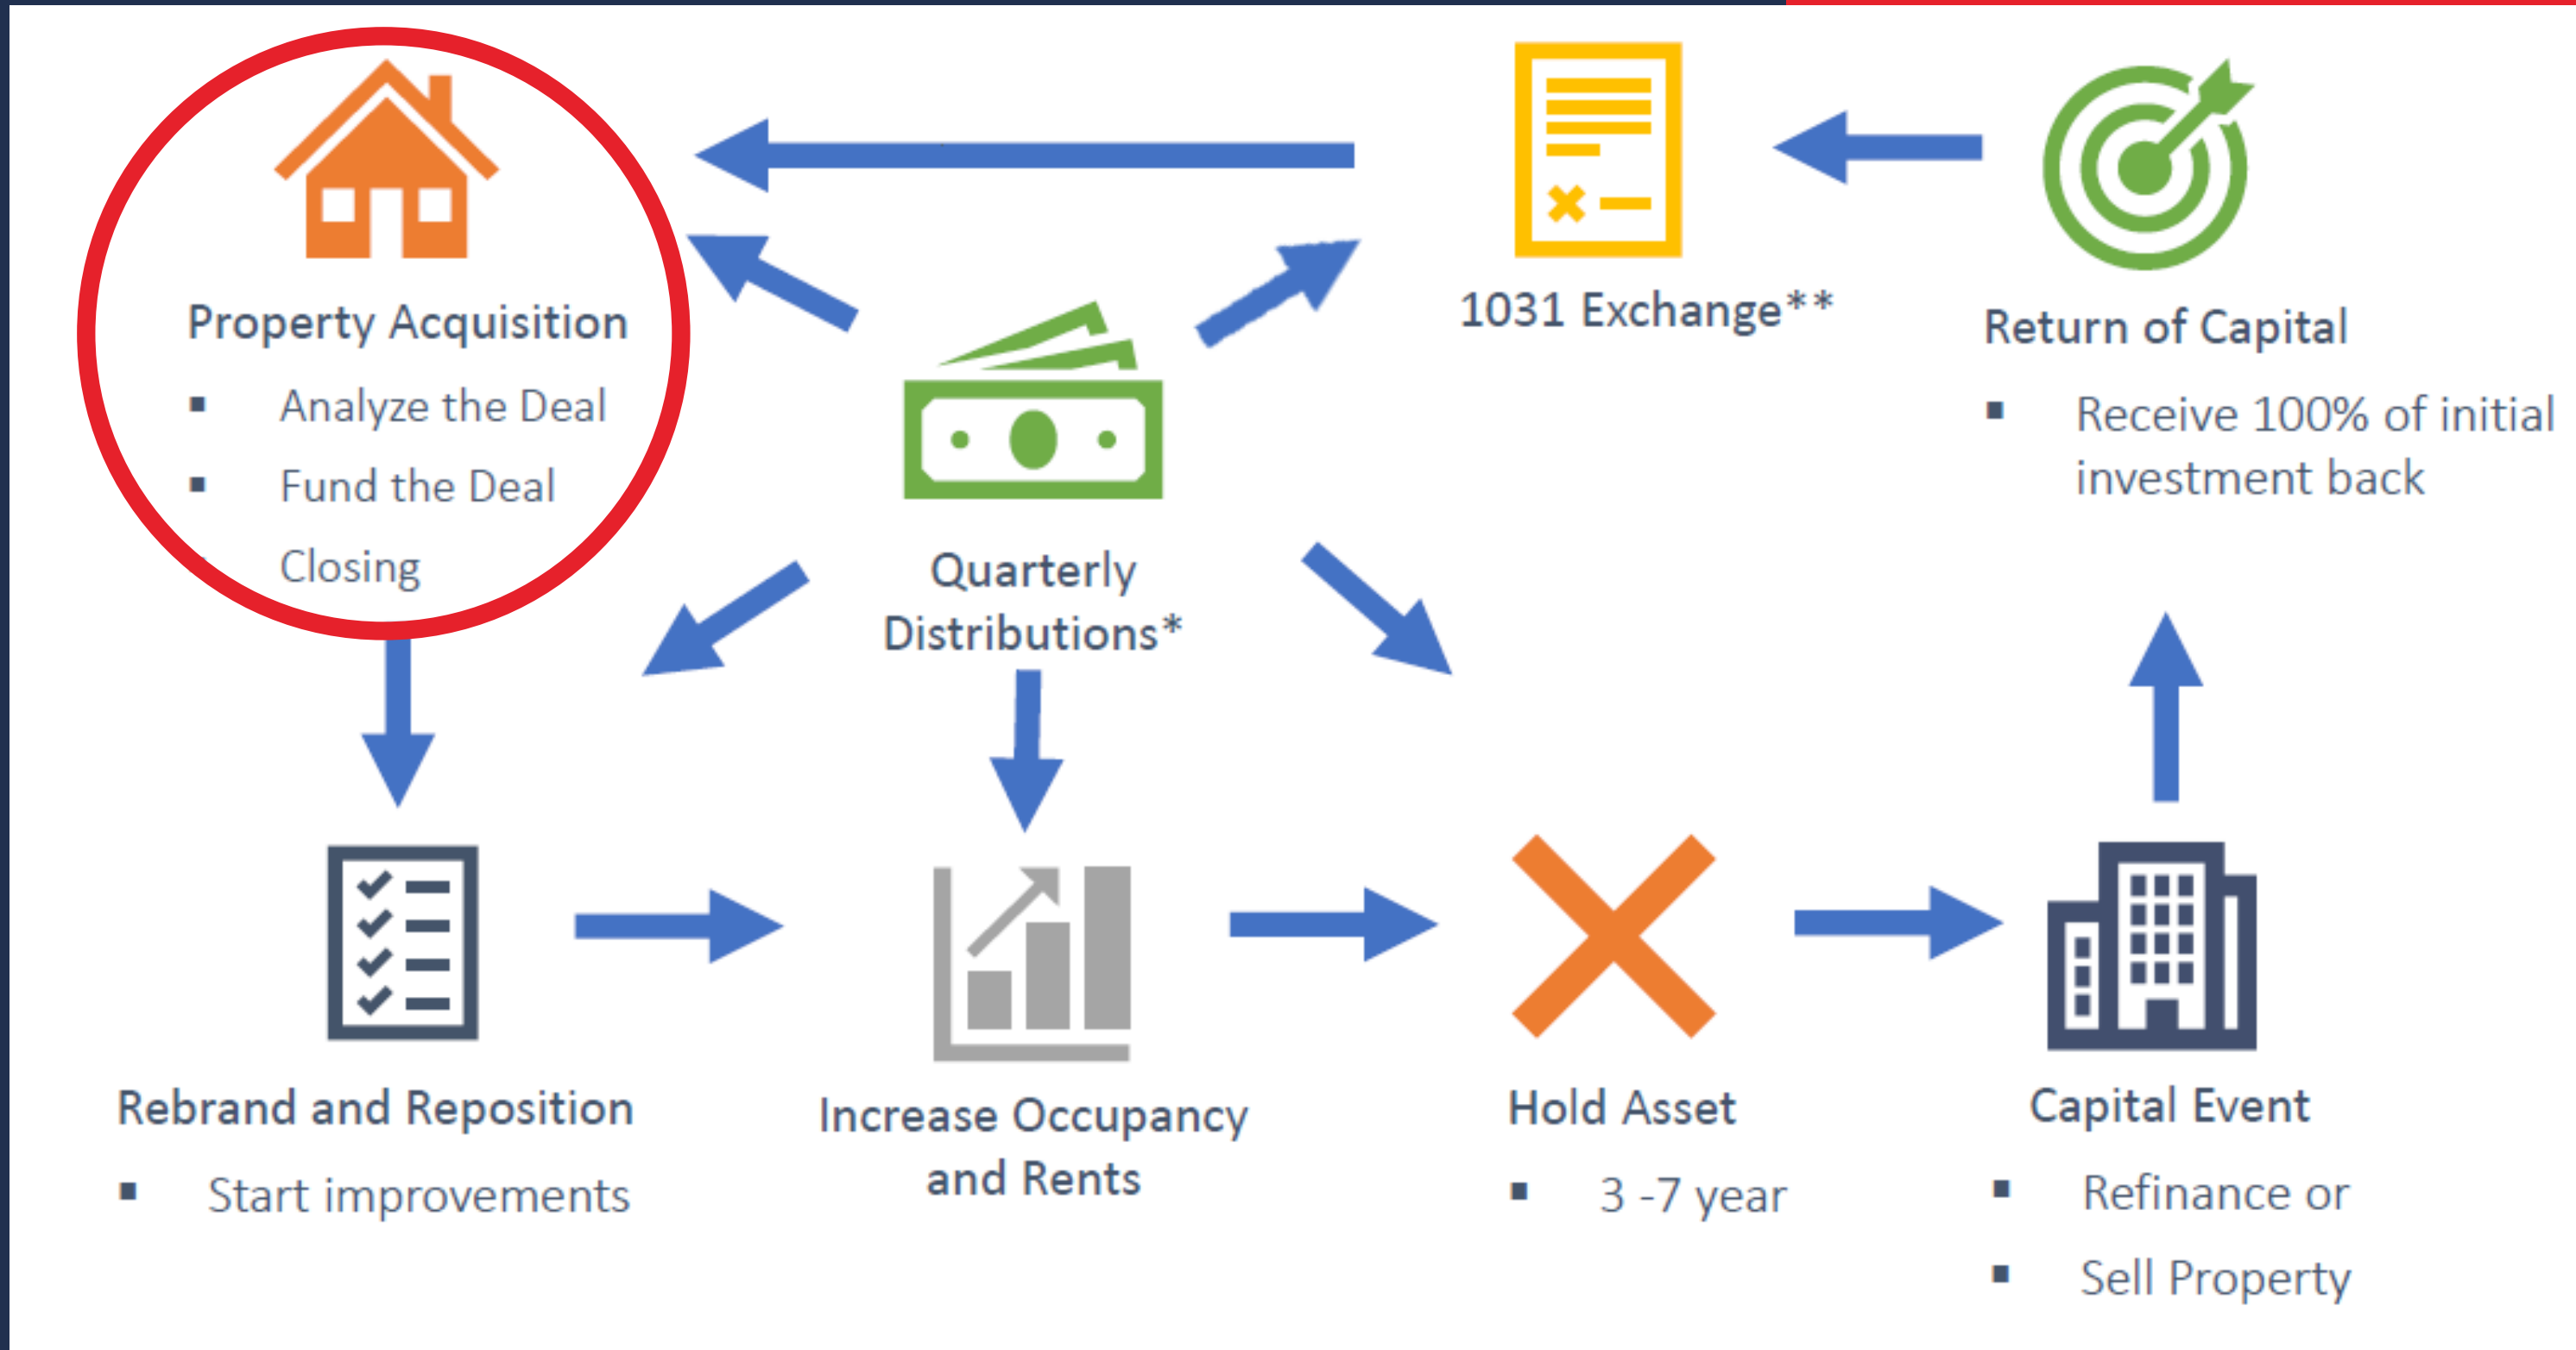 Property Acquisition
▪ Analyze the Deal
▪ Fund the Deal
Closing
Quarterly
Distributions*
1031 Exchange**
Return of Capital
▪ Receive 100% of initial
investment back
Rebrand and Reposition
▪ Start improvements
Increase Occupancy
and Rents
Hold Asset
▪ 3 -7 year
Capital Event
▪ Refinance or
▪ Sell Property